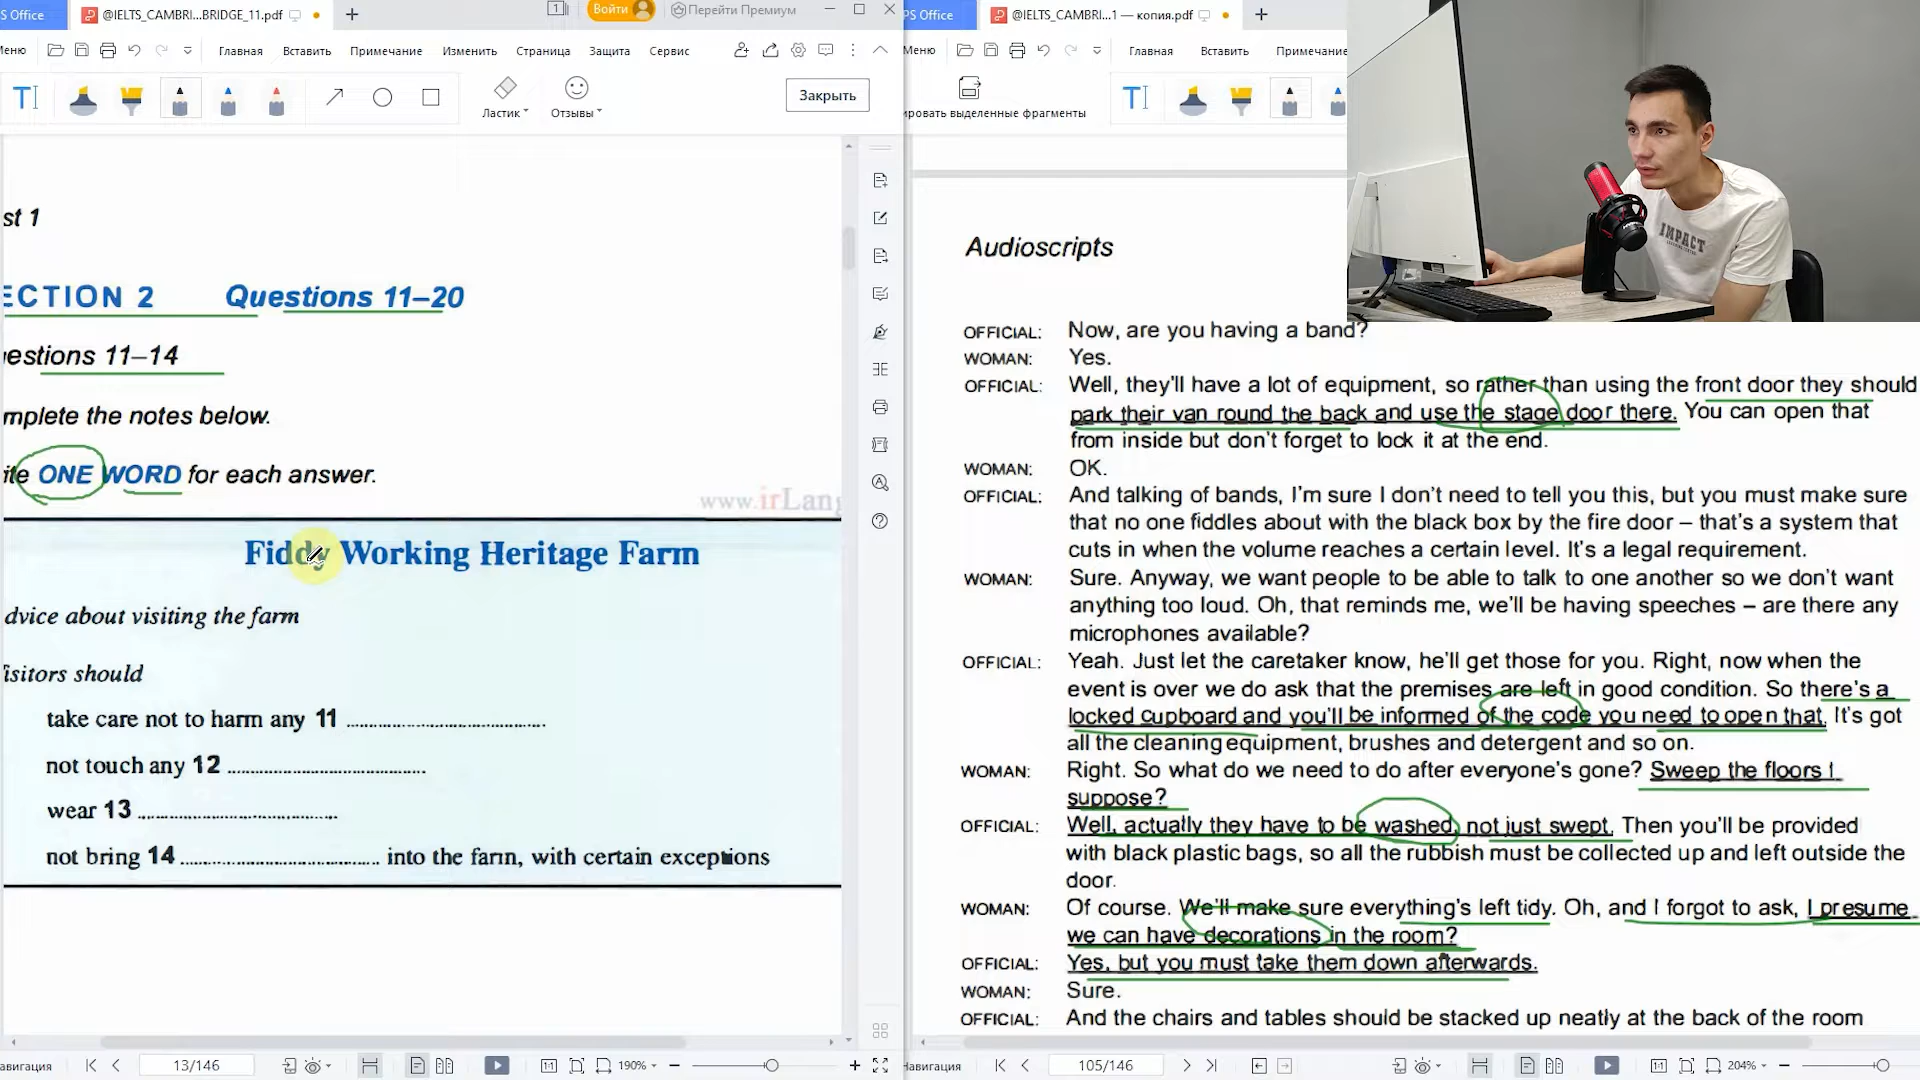 PS Office
@IELTS_CAMBRI...BRIDGE_11.pdf
Войти
Перейти Премиум
Меню
Главная
Вставить
Примечание
Изменить
Страница
Защита
Сервис
Ластик
Отзывы
Закрыть
st 1
ECTION 2 Questions 11–20
estions 11–14
mplete the notes below.
ite ONE WORD for each answer.
www.irLang
Fiddy Working Heritage Farm
dvice about visiting the farm
isitors should
take care not to harm any 11
not touch any 12
wear 13
not bring 14 into the farm, with certain exceptions
авигация
13/146
190%
PS Office
@IELTS_CAMBRI...1 — копия.pdf
Меню
Главная
Вставить
Примечание
ировать выделенные фрагменты
IMPACT
Audioscripts
OFFICIAL: Now, are you having a band?
WOMAN: Yes.
OFFICIAL: Well, they'll have a lot of equipment, so rather than using the front door they should
park their van round the back and use the stage door there. You can open that
from inside but don't forget to lock it at the end.
WOMAN: OK.
OFFICIAL: And talking of bands, I'm sure I don't need to tell you this, but you must make sure
that no one fiddles about with the black box by the fire door – that's a system that
cuts in when the volume reaches a certain level. It's a legal requirement.
WOMAN: Sure. Anyway, we want people to be able to talk to one another so we don't want
anything too loud. Oh, that reminds me, we'll be having speeches – are there any
microphones available?
OFFICIAL: Yeah. Just let the caretaker know, he'll get those for you. Right, now when the
event is over we do ask that the premises are left in good condition. So there's a
locked cupboard and you'll be informed of the code you need to open that. It's got
all the cleaning equipment, brushes and detergent and so on.
WOMAN: Right. So what do we need to do after everyone's gone? Sweep the floors I
suppose?
OFFICIAL: Well, actually they have to be washed, not just swept. Then you'll be provided
with black plastic bags, so all the rubbish must be collected up and left outside the
door.
WOMAN: Of course. We'll make sure everything's left tidy. Oh, and I forgot to ask, I presume
we can have decorations in the room?
OFFICIAL: Yes, but you must take them down afterwards.
WOMAN: Sure.
OFFICIAL: And the chairs and tables should be stacked up neatly at the back of the room
Навигация
105/146
204%